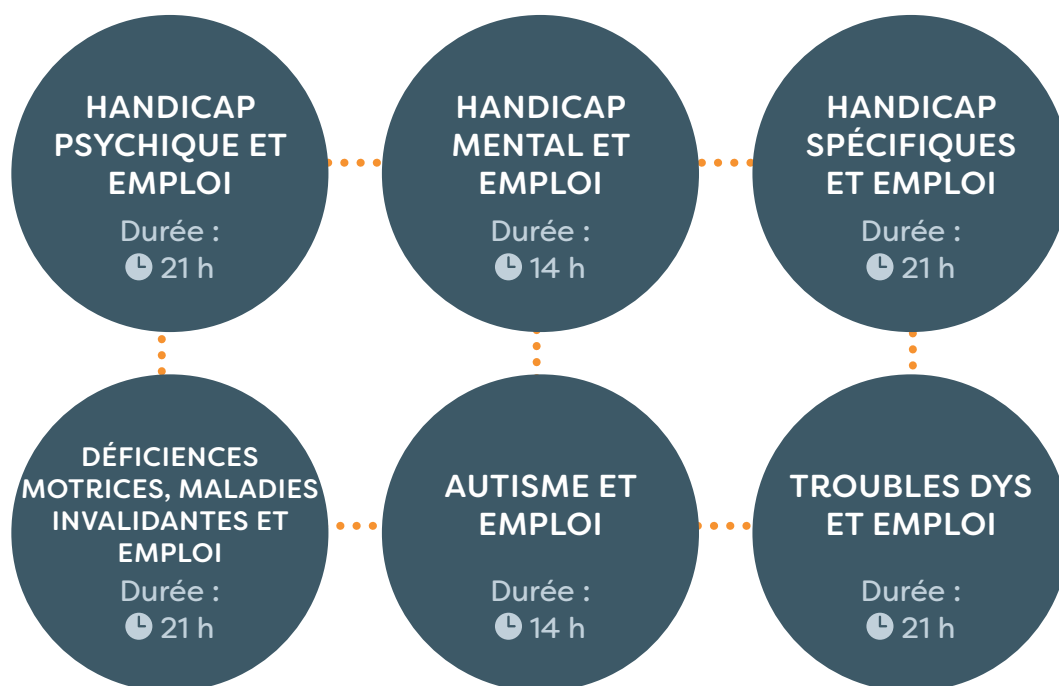 HANDICAP
PSYCHIQUE ET
EMPLOI
Durée :
21 h
HANDICAP
MENTAL ET
EMPLOI
Durée :
14 h
HANDICAP
SPÉCIFIQUES
ET EMPLOI
Durée :
21 h
DÉFICIENCES
MOTRICES, MALADIES
INVALIDANTES ET
EMPLOI
Durée :
21 h
AUTISME ET
EMPLOI
Durée :
14 h
TROUBLES DYS
ET EMPLOI
Durée :
21 h